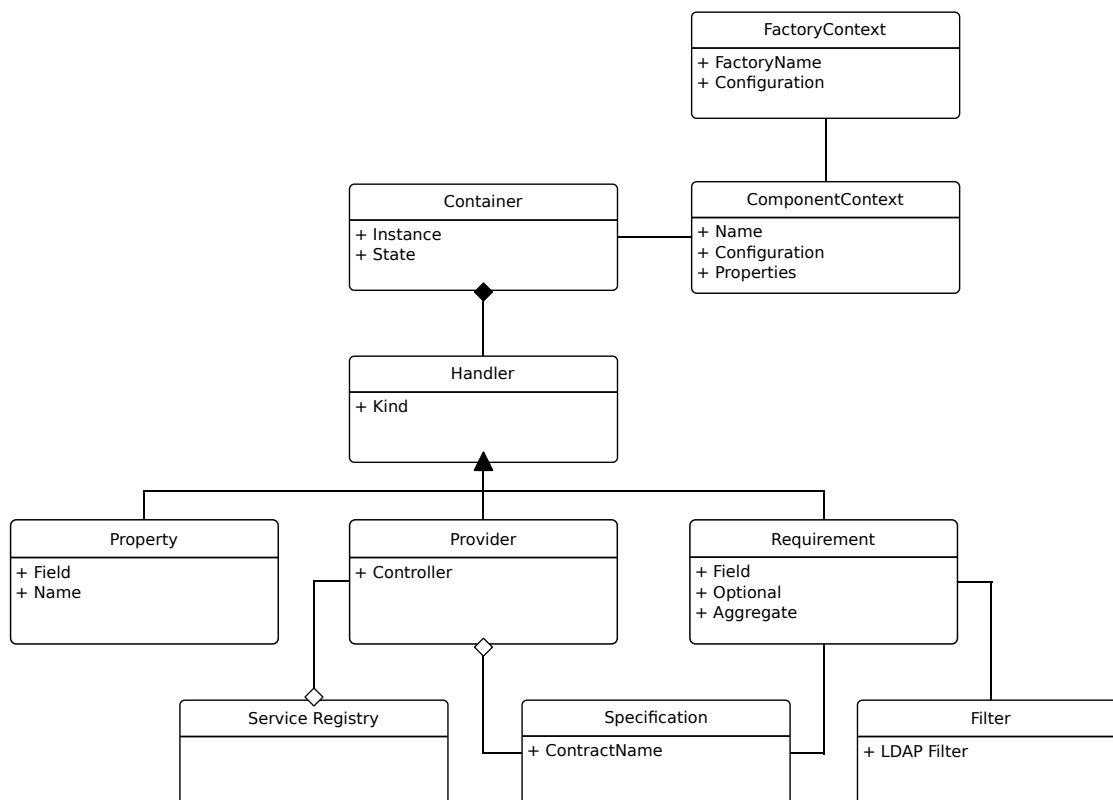 FactoryContext
+ FactoryName
+ Configuration
Container
+ Instance
+ State
ComponentContext
+ Name
+ Configuration
+ Properties
Handler
+ Kind
Property
+ Field
+ Name
Provider
+ Controller
Requirement
+ Field
+ Optional
+ Aggregate
Service Registry
Specification
+ ContractName
Filter
+ LDAP Filter